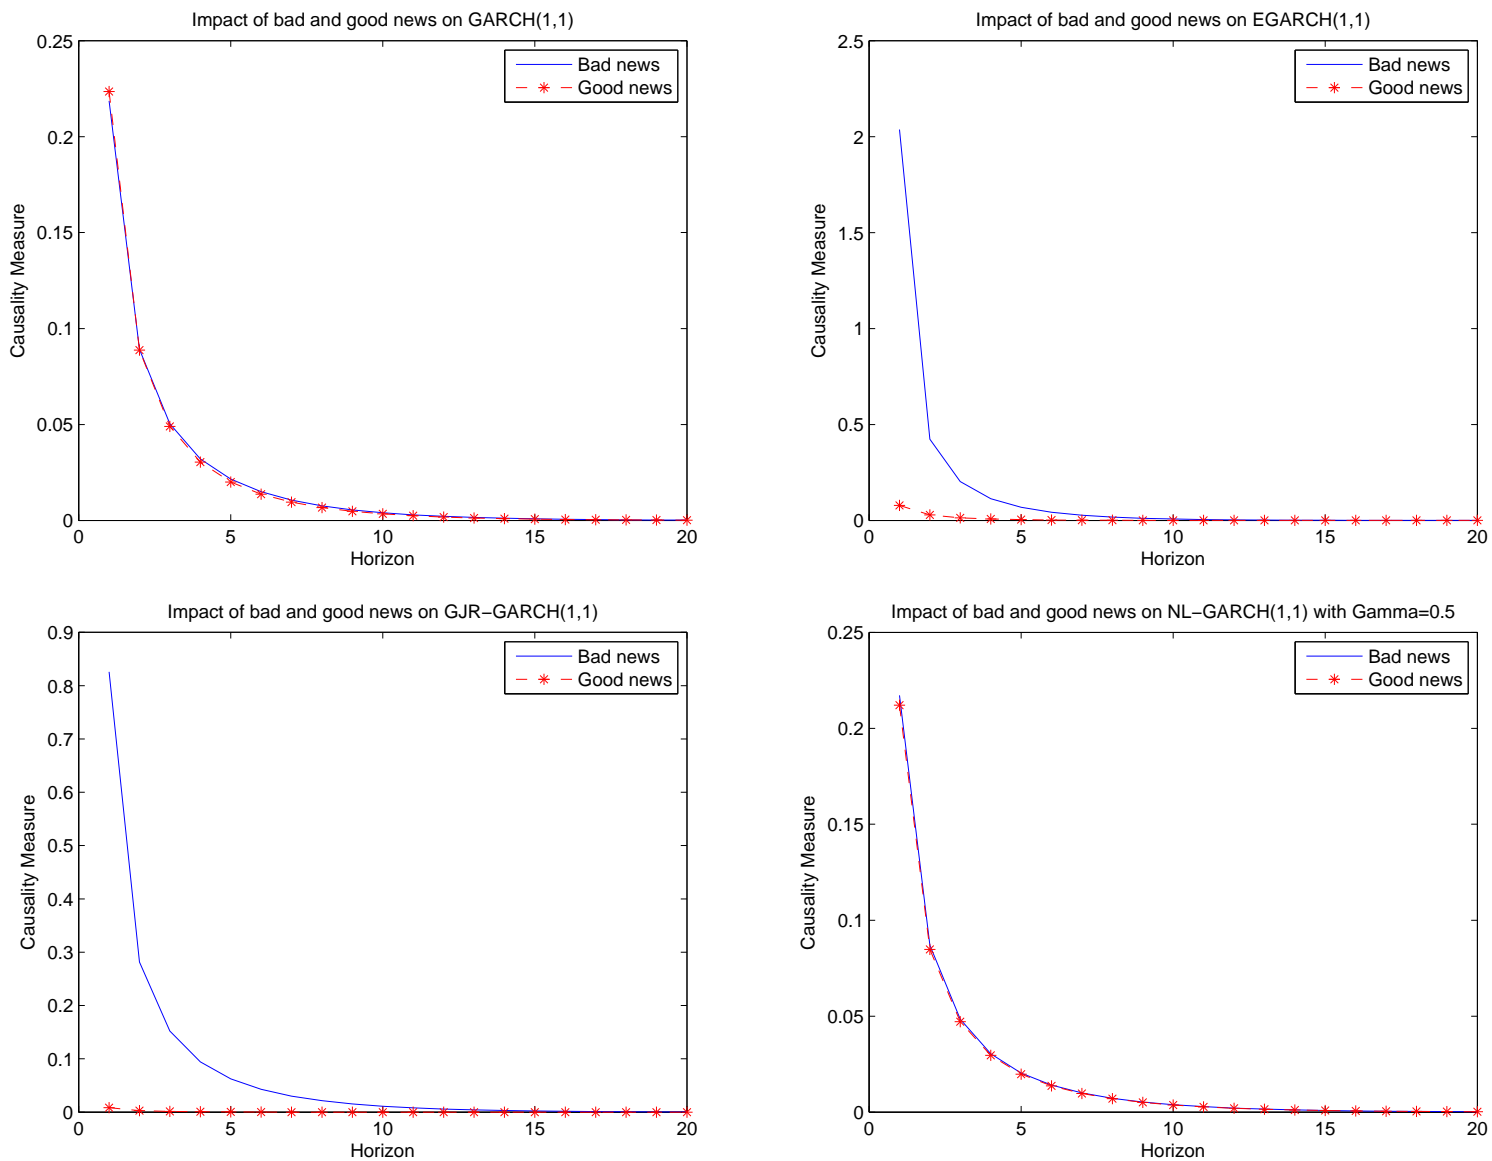 Impact of bad and good news on GARCH(1,1)
0.25
0.2
0.15
0.1
0.05
0
Causality Measure
0
5
10
15
20
Horizon
Bad news
Good news
Impact of bad and good news on EGARCH(1,1)
2.5
2
1.5
1
0.5
0
Causality Measure
0
5
10
15
20
Horizon
Bad news
Good news
Impact of bad and good news on GJR−GARCH(1,1)
0.9
0.8
0.7
0.6
0.5
0.4
0.3
0.2
0.1
0
Causality Measure
0
5
10
15
20
Horizon
Bad news
Good news
Impact of bad and good news on NL−GARCH(1,1) with Gamma=0.5
0.25
0.2
0.15
0.1
0.05
0
Causality Measure
0
5
10
15
20
Horizon
Bad news
Good news